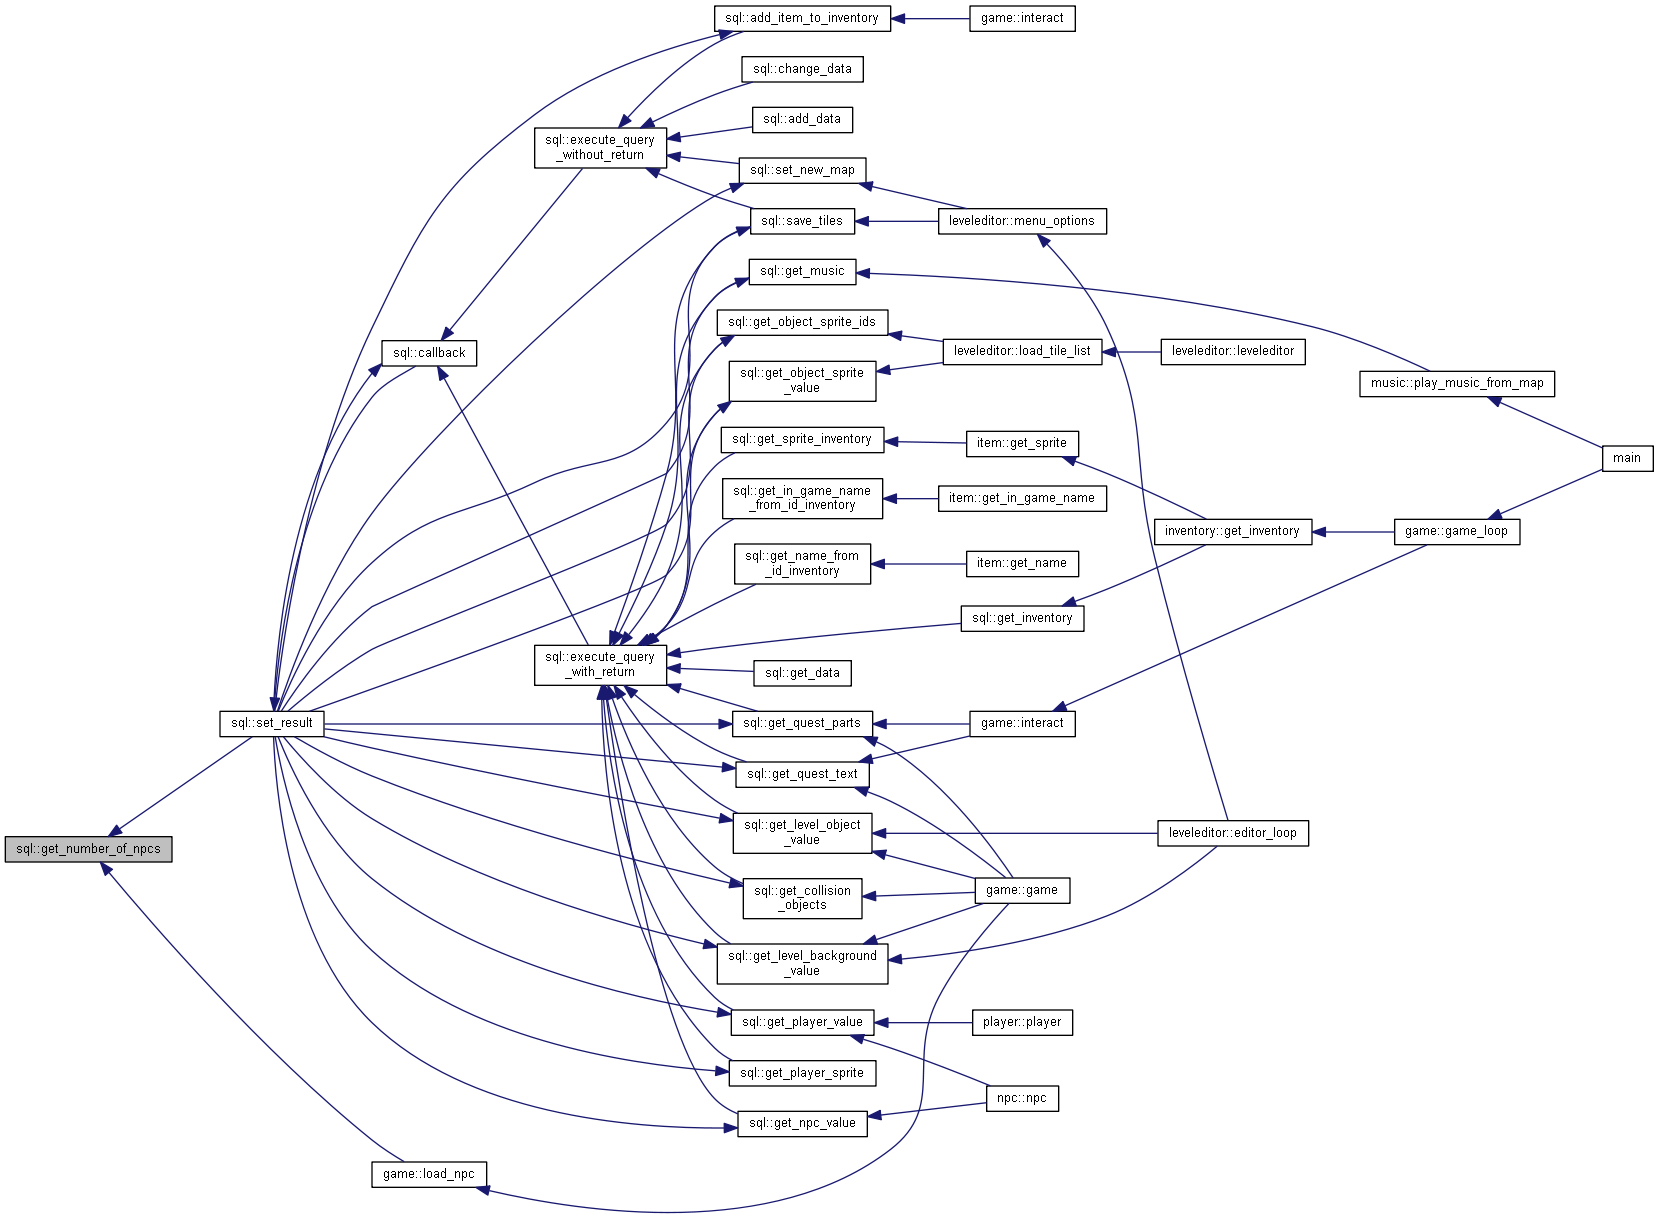 sql::add_item_to_inventory
game::interact
sql::change_data
sql::add_data
sql::execute_query
_without_return
sql::set_new_map
sql::save_tiles
leveleditor::menu_options
sql::get_music
sql::get_object_sprite_ids
sql::callback
leveleditor::load_tile_list
leveleditor::leveleditor
sql::get_object_sprite
_value
music::play_music_from_map
sql::get_sprite_inventory
item::get_sprite
main
sql::get_in_game_name
_from_id_inventory
item::get_in_game_name
inventory::get_inventory
game::game_loop
sql::get_name_from
_id_inventory
item::get_name
sql::get_inventory
sql::execute_query
_with_return
sql::get_data
sql::set_result
sql::get_quest_parts
game::interact
sql::get_quest_text
sql::get_level_object
_value
leveleditor::editor_loop
sql::get_number_of_npcs
sql::get_collision
_objects
game::game
sql::get_level_background
_value
sql::get_player_value
player::player
sql::get_player_sprite
npc::npc
sql::get_npc_value
game::load_npc